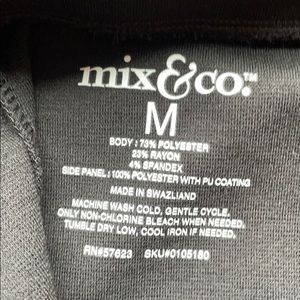 mix&co.™
M
BODY : 73% POLYESTER
23% RAYON
4% SPANDEX
SIDE PANEL : 100% POLYESTER WITH PU COATING
MADE IN SWAZILAND
MACHINE WASH COLD, GENTLE CYCLE.
ONLY NON-CHLORINE BLEACH WHEN NEEDED.
TUMBLE DRY LOW, COOL IRON IF NEEDED.
RN#57623 SKU#0105180